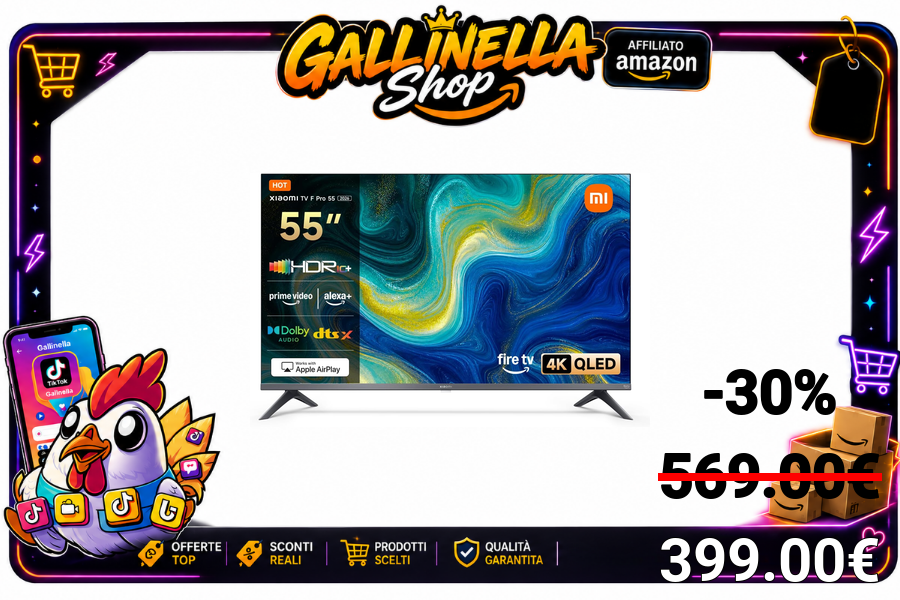 GALLINELLA
Shop
AFFILIATO
amazon
HOT
xiaomi TV F Pro 55 2026
55"
mi
prime video alexa+
Dolby
AUDIO
dts X
Works with
Apple AirPlay
fire tv
4K QLED
Gallinella
TikTok
Gallinella
-30%
569.00€
399.00€
OFFERTE
TOP
SCONTI
REALI
PRODOTTI
SCELTI
QUALITÀ
GARANTITA